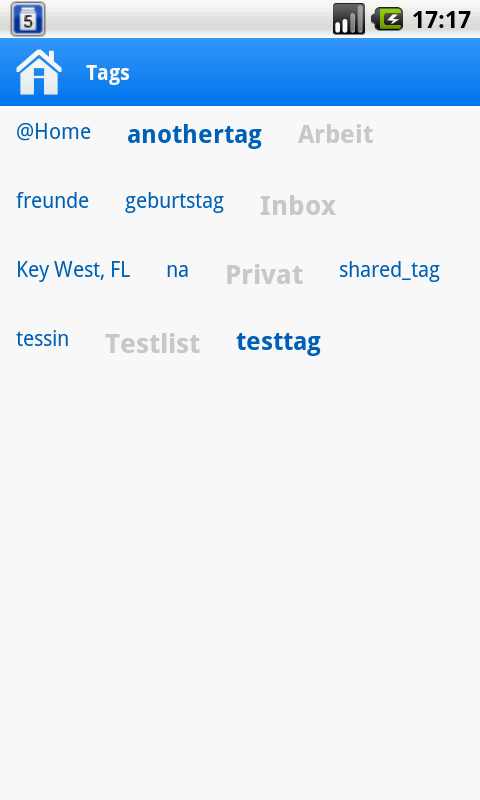 5 17:17
Tags
@Home anothertag Arbeit
freunde geburtstag Inbox
Key West, FL na Privat shared_tag
tessin Testlist testtag